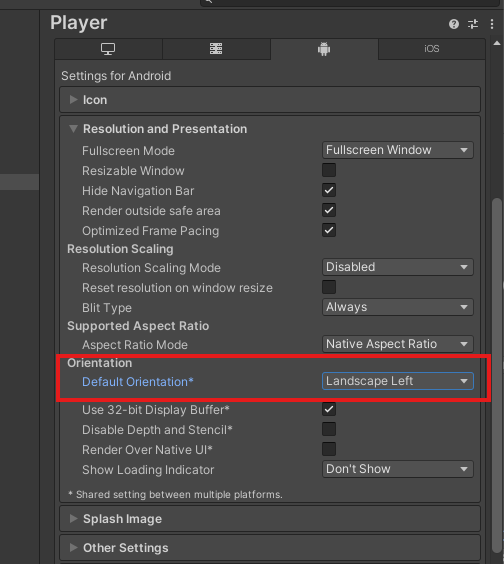 Player
iOS
Settings for Android
Icon
Resolution and Presentation
Fullscreen Mode Fullscreen Window
Resizable Window
Hide Navigation Bar
Render outside safe area
Optimized Frame Pacing
Resolution Scaling
Resolution Scaling Mode Disabled
Reset resolution on window resize
Blit Type Always
Supported Aspect Ratio
Aspect Ratio Mode Native Aspect Ratio
Orientation
Default Orientation* Landscape Left
Use 32-bit Display Buffer*
Disable Depth and Stencil*
Render Over Native UI*
Show Loading Indicator Don't Show
* Shared setting between multiple platforms.
Splash Image
Other Settings